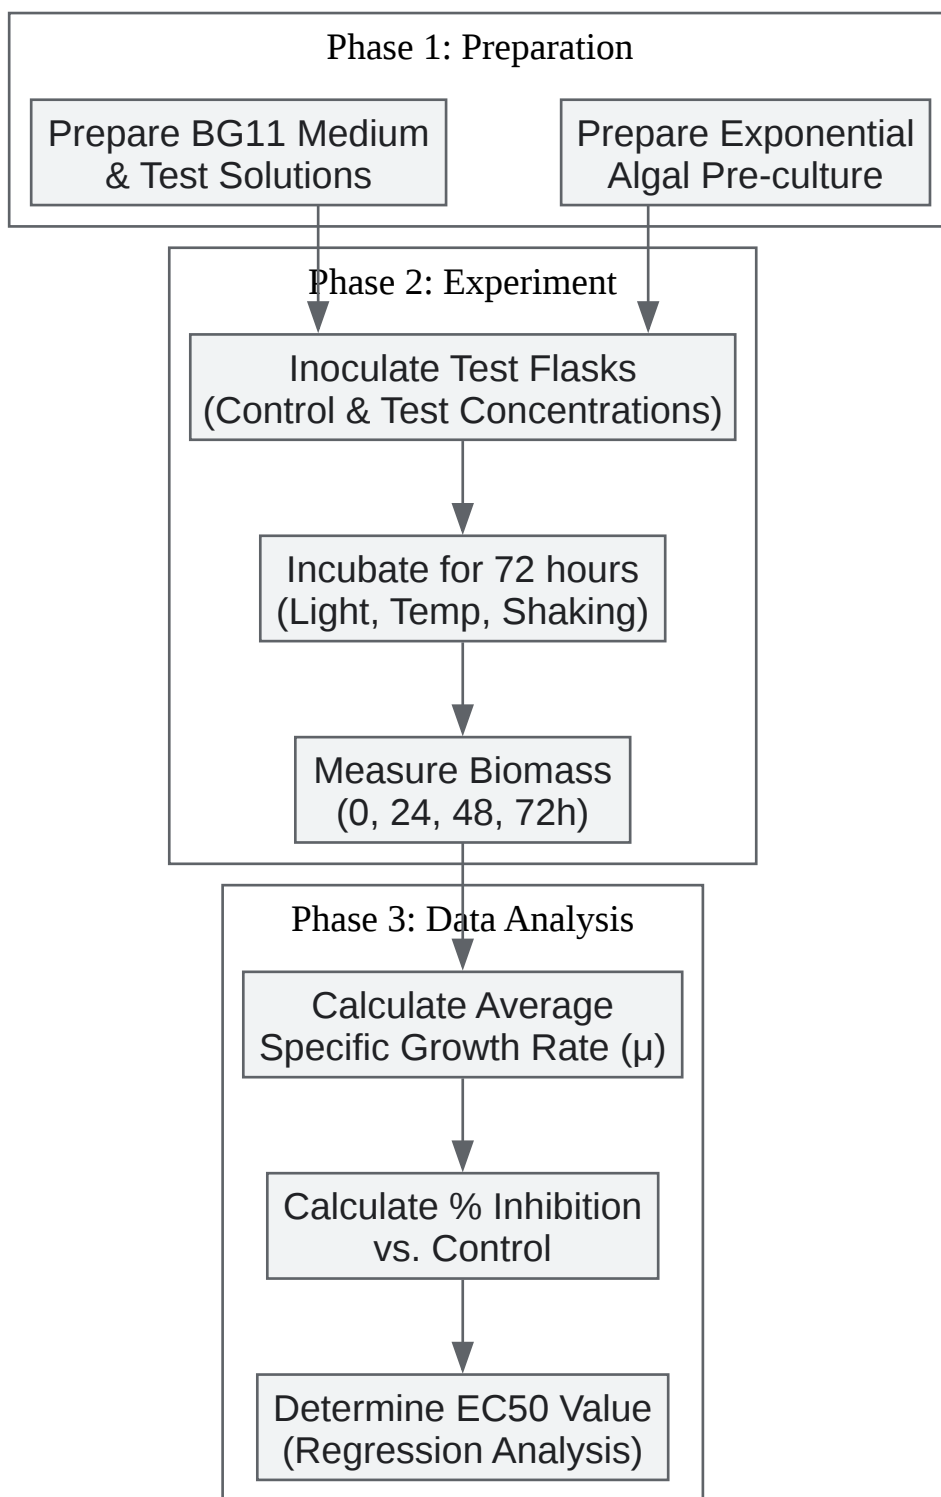 Phase 1: Preparation
Prepare BG11 Medium
& Test Solutions
Prepare Exponential
Algal Pre-culture
Phase 2: Experiment
Inoculate Test Flasks
(Control & Test Concentrations)
Incubate for 72 hours
(Light, Temp, Shaking)
Measure Biomass
(0, 24, 48, 72h)
Phase 3: Data Analysis
Calculate Average
Specific Growth Rate (μ)
Calculate % Inhibition
vs. Control
Determine EC50 Value
(Regression Analysis)